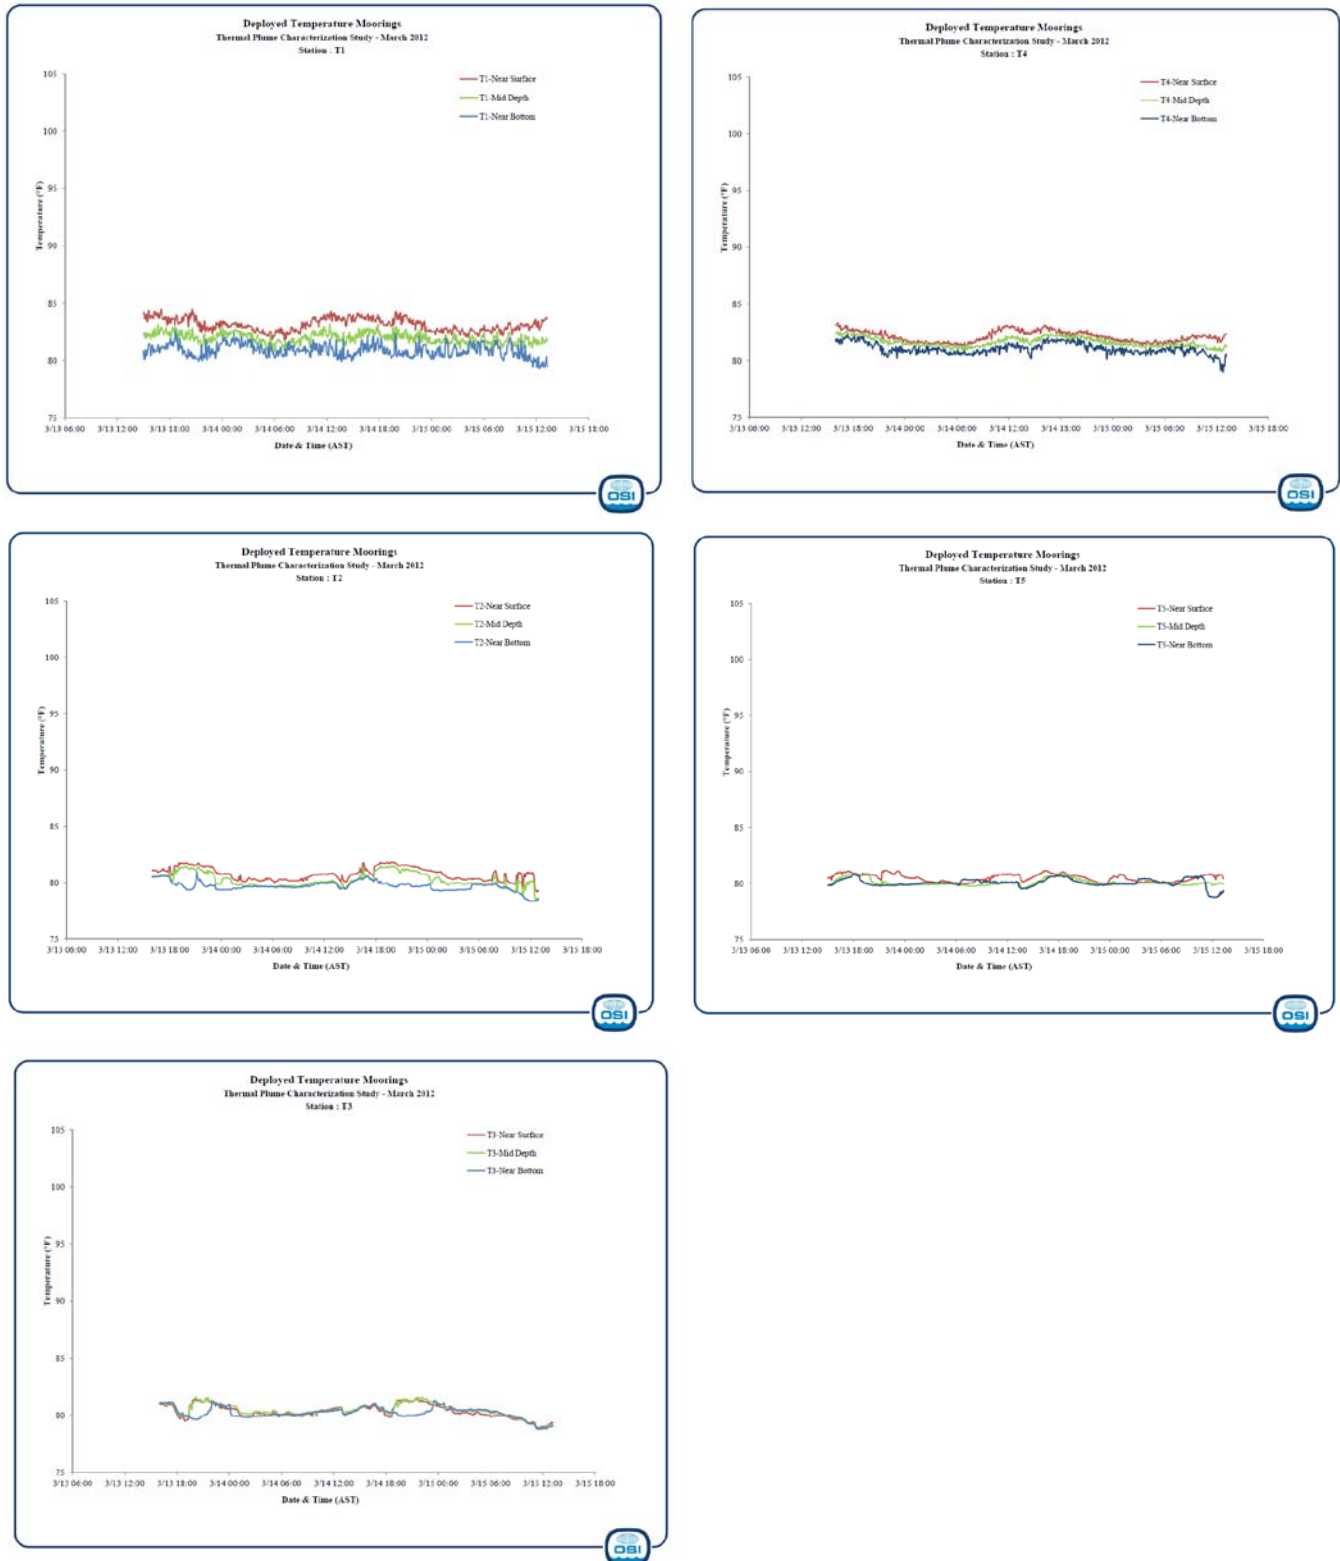 Deployed Temperature Moorings
Thermal Plume Characterization Study - March 2012
Station : T1
105
100
95
90
85
80
75
Temperature (°F)
T1-Near Surface
T1-Mid Depth
T1-Near Bottom
3/13 06:00 3/13 12:00 3/13 18:00 3/14 00:00 3/14 06:00 3/14 12:00 3/14 18:00 3/15 00:00 3/15 06:00 3/15 12:00 3/15 18:00
Date & Time (AST)
OSI
Deployed Temperature Moorings
Thermal Plume Characterization Study - March 2012
Station : T4
105
100
95
90
85
80
75
Temperature (°F)
T4-Near Surface
T4-Mid Depth
T4-Near Bottom
3/13 06:00 3/13 12:00 3/13 18:00 3/14 00:00 3/14 06:00 3/14 12:00 3/14 18:00 3/15 00:00 3/15 06:00 3/15 12:00 3/15 18:00
Date & Time (AST)
OSI
Deployed Temperature Moorings
Thermal Plume Characterization Study - March 2012
Station : T2
105
100
95
90
85
80
75
Temperature (°F)
T2-Near Surface
T2-Mid Depth
T2-Near Bottom
3/13 06:00 3/13 12:00 3/13 18:00 3/14 00:00 3/14 06:00 3/14 12:00 3/14 18:00 3/15 00:00 3/15 06:00 3/15 12:00 3/15 18:00
Date & Time (AST)
OSI
Deployed Temperature Moorings
Thermal Plume Characterization Study - March 2012
Station : T5
105
100
95
90
85
80
75
Temperature (°F)
T5-Near Surface
T5-Mid Depth
T5-Near Bottom
3/13 06:00 3/13 12:00 3/13 18:00 3/14 00:00 3/14 06:00 3/14 12:00 3/14 18:00 3/15 00:00 3/15 06:00 3/15 12:00 3/15 18:00
Date & Time (AST)
OSI
Deployed Temperature Moorings
Thermal Plume Characterization Study - March 2012
Station : T3
105
100
95
90
85
80
75
Temperature (°F)
T3-Near Surface
T3-Mid Depth
T3-Near Bottom
3/13 06:00 3/13 12:00 3/13 18:00 3/14 00:00 3/14 06:00 3/14 12:00 3/14 18:00 3/15 00:00 3/15 06:00 3/15 12:00 3/15 18:00
Date & Time (AST)
OSI